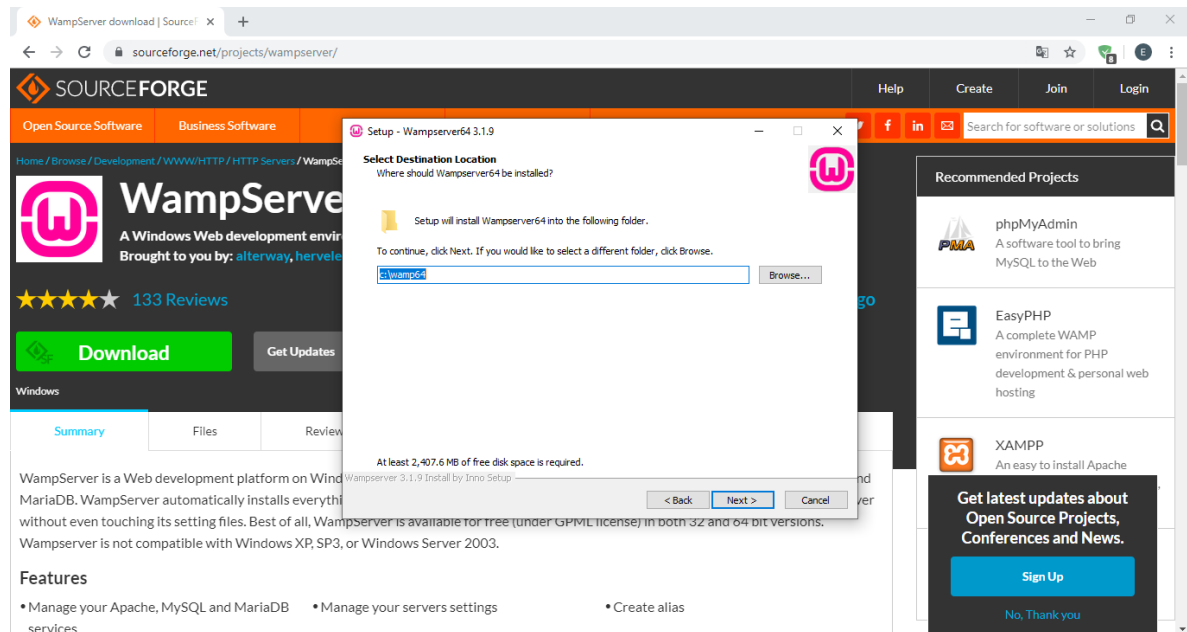 WampServer download | SourceF
sourceforge.net/projects/wampserver/
8
E
SOURCEFORGE
Help
Create
Join
Login
Open Source Software
Business Software
f
in
Search for software or solutions
Home / Browse / Development / WWW/HTTP / HTTP Servers / WampSe
WampServe
A Windows Web development envir
Brought to you by: alterway, hervele
133 Reviews
go
Download
SF
Get Updates
Windows
Summary
Files
Review
WampServer is a Web development platform on Wind
nd
MariaDB. WampServer automatically installs everythi
ver
without even touching its setting files. Best of all, WampServer is available for free (under GPML license) in both 32 and 64 bit versions.
Wampserver is not compatible with Windows XP, SP3, or Windows Server 2003.
Features
• Manage your Apache, MySQL and MariaDB
services
• Manage your servers settings
• Create alias
Setup - Wampserver64 3.1.9
Select Destination Location
Where should Wampserver64 be installed?
Setup will install Wampserver64 into the following folder.
To continue, click Next. If you would like to select a different folder, click Browse.
c:\wamp64
Browse...
At least 2,407.6 MB of free disk space is required.
Wampserver 3.1.9 Install by Inno Setup
< Back
Next >
Cancel
Recommended Projects
PMA
phpMyAdmin
A software tool to bring
MySQL to the Web
EasyPHP
A complete WAMP
environment for PHP
development & personal web
hosting
XAMPP
An easy to install Apache
Get latest updates about
Open Source Projects,
Conferences and News.
Sign Up
No, Thank you